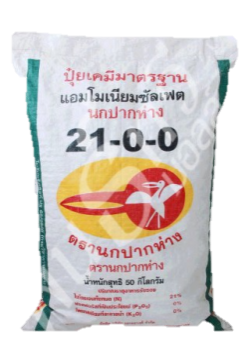 ปุ๋ยเคมีมาตรฐาน
แอมโมเนียมซัลเฟต
นกปากห่าง
21-0-0
ตรานกปากห่าง
ตรานกปากห่าง
น้ำหนักสุทธิ 50 กิโลกรัม
21%
0%
0%